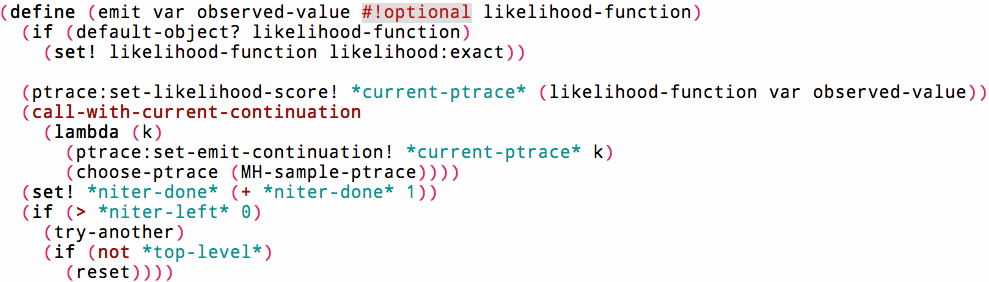 (define (emit var observed-value #!optional likelihood-function)
  (if (default-object? likelihood-function)
    (set! likelihood-function likelihood:exact))

  (ptrace:set-likelihood-score! *current-ptrace* (likelihood-function var observed-value))
  (call-with-current-continuation
    (lambda (k)
      (ptrace:set-emit-continuation! *current-ptrace* k)
      (choose-ptrace (MH-sample-ptrace))))
  (set! *niter-done* (+ *niter-done* 1))
  (if (> *niter-left* 0)
    (try-another)
    (if (not *top-level*)
      (reset))))